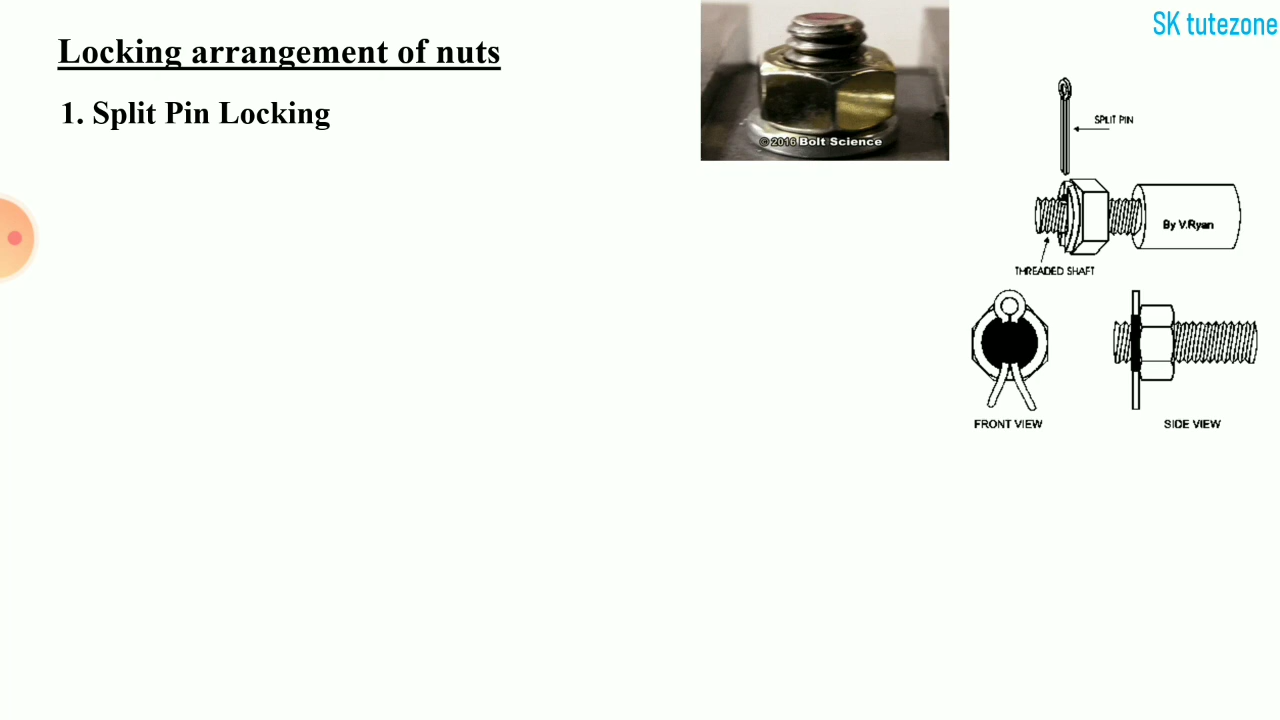 SK tutezone
Locking arrangement of nuts
1. Split Pin Locking
© 2016 Bolt Science
SPLIT PIN
By V.Ryan
THREADED SHAFT
FRONT VIEW
SIDE VIEW